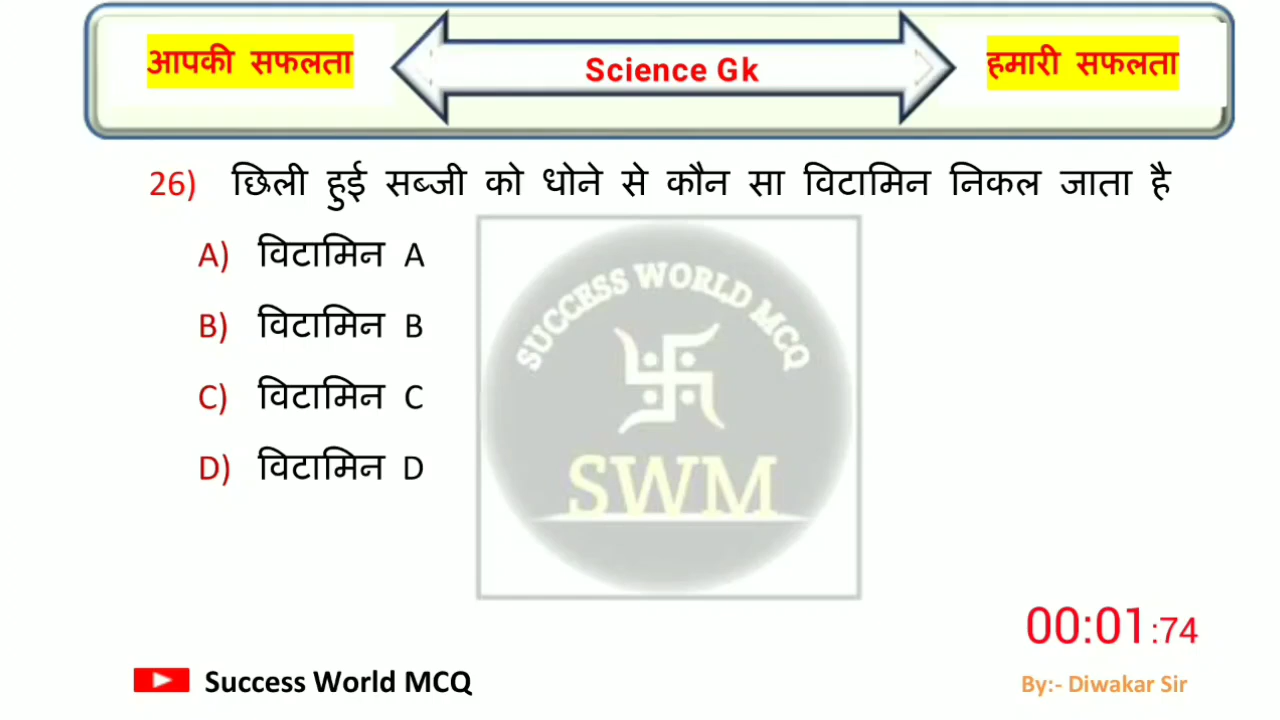 आपकी सफलता
Science Gk
हमारी सफलता
26) छिली हुई सब्जी को धोने से कौन सा विटामिन निकल जाता है
A) विटामिन A
B) विटामिन B
C) विटामिन C
D) विटामिन D
SUCCESS WORLD MCQ
SWM
00:01:74
Success World MCQ
By:- Diwakar Sir